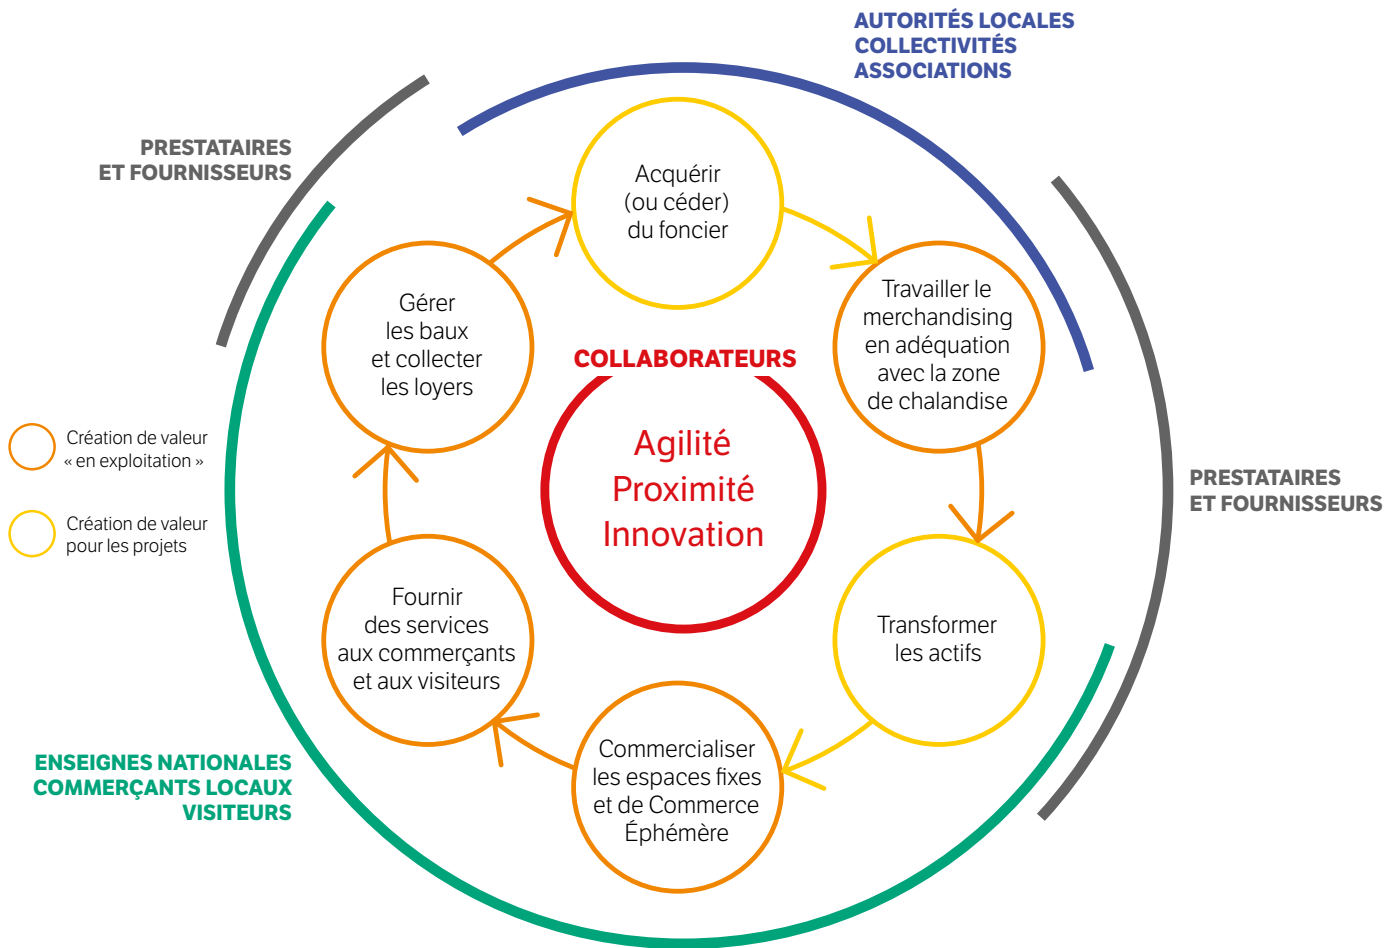 AUTORITÉS LOCALES
COLLECTIVITÉS
ASSOCIATIONS
PRESTATAIRES
ET FOURNISSEURS
Acquérir
(ou céder)
du foncier
Gérer
les baux
et collecter
les loyers
Travailler le
merchandising
en adéquation
avec la zone
de chalandise
COLLABORATEURS
Agilité
Proximité
Innovation
Création de valeur
« en exploitation »
Création de valeur
pour les projets
PRESTATAIRES
ET FOURNISSEURS
Fournir
des services
aux commerçants
et aux visiteurs
Transformer
les actifs
Commercialiser
les espaces fixes
et de Commerce
Éphémère
ENSEIGNES NATIONALES
COMMERÇANTS LOCAUX
VISITEURS